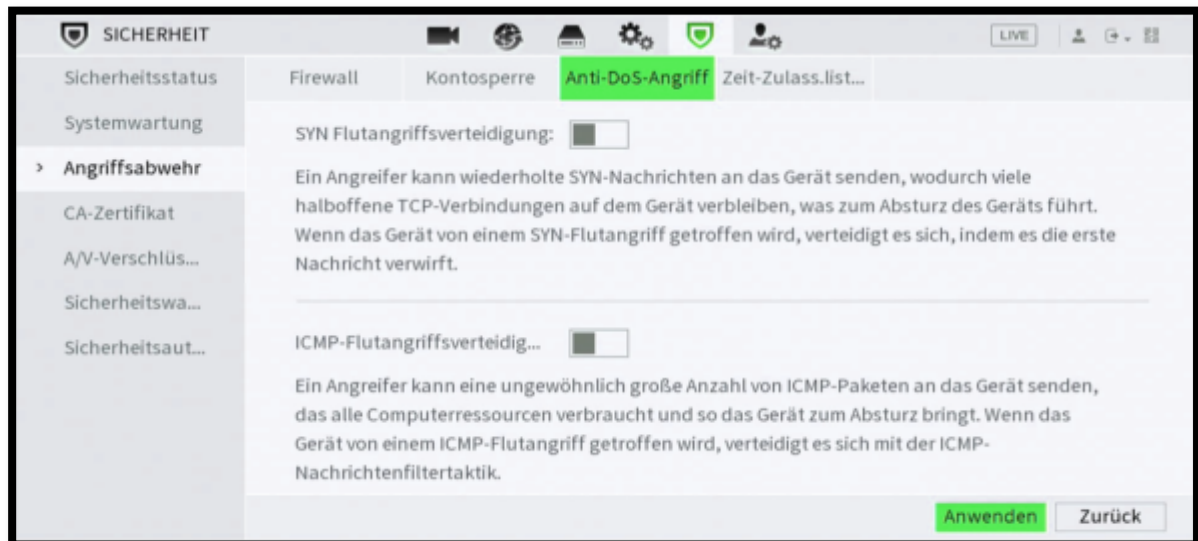 SICHERHEIT
LIVE
Sicherheitsstatus
Systemwartung
> Angriffsabwehr
CA-Zertifikat
A/V-Verschlüs...
Sicherheitswa...
Sicherheitsaut...
Firewall Kontosperre Anti-DoS-Angriff Zeit-Zulass.list...
SYN Flutangriffsverteidigung:
Ein Angreifer kann wiederholte SYN-Nachrichten an das Gerät senden, wodurch viele
halboffene TCP-Verbindungen auf dem Gerät verbleiben, was zum Absturz des Geräts führt.
Wenn das Gerät von einem SYN-Flutangriff getroffen wird, verteidigt es sich, indem es die erste
Nachricht verwirft.
ICMP-Flutangriffsverteidig...
Ein Angreifer kann eine ungewöhnlich große Anzahl von ICMP-Paketen an das Gerät senden,
das alle Computerressourcen verbraucht und so das Gerät zum Absturz bringt. Wenn das
Gerät von einem ICMP-Flutangriff getroffen wird, verteidigt es sich mit der ICMP-
Nachrichtenfiltertaktik.
Anwenden Zurück